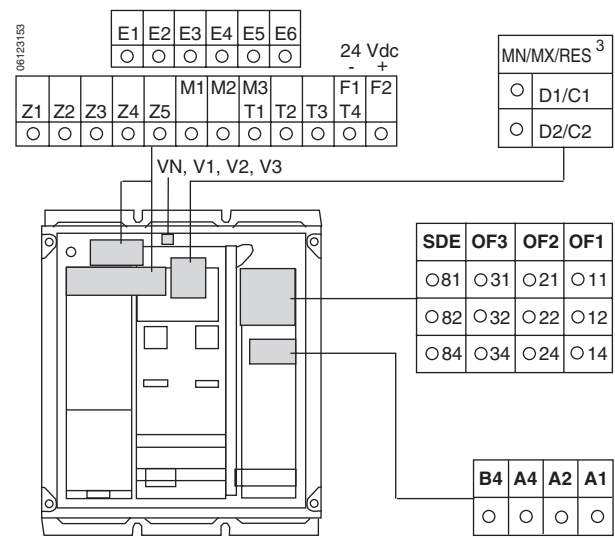 06123153
E1 E2 E3 E4 E5 E6
24 Vdc
- +
M1 M2 M3 F1 F2
Z1 Z2 Z3 Z4 Z5 T1 T2 T3 T4
VN, V1, V2, V3
MN/MX/RES 3
D1/C1
D2/C2
SDE OF3 OF2 OF1
81 31 21 11
82 32 22 12
84 34 24 14
B4 A4 A2 A1